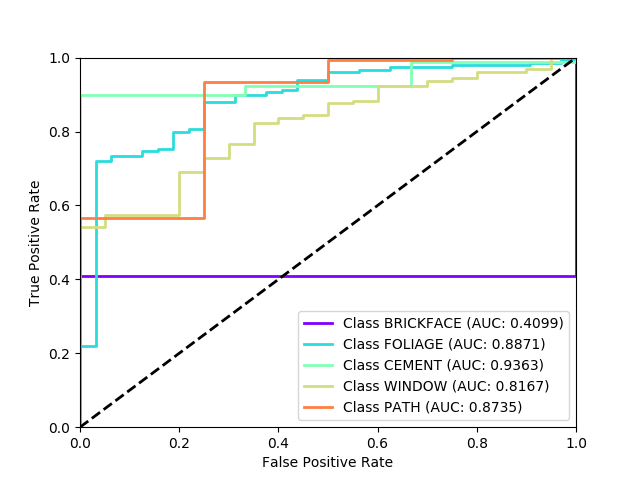 1.0
0.8
0.6
0.4
0.2
0.0
True Positive Rate
Class BRICKFACE (AUC: 0.4099)
Class FOLIAGE (AUC: 0.8871)
Class CEMENT (AUC: 0.9363)
Class WINDOW (AUC: 0.8167)
Class PATH (AUC: 0.8735)
0.0 0.2 0.4 0.6 0.8 1.0
False Positive Rate